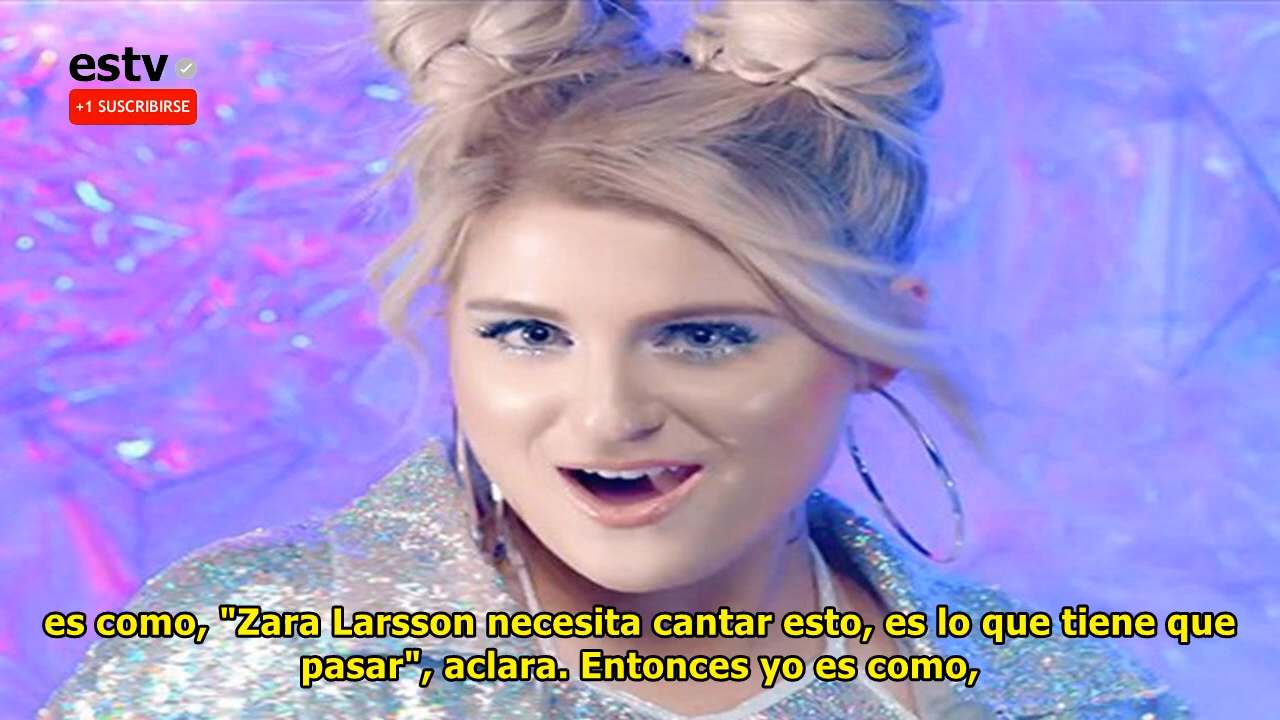 estv
+1 SUSCRIBIRSE
es como, "Zara Larsson necesita cantar esto, es lo que tiene que
pasar", aclara. Entonces yo es como,